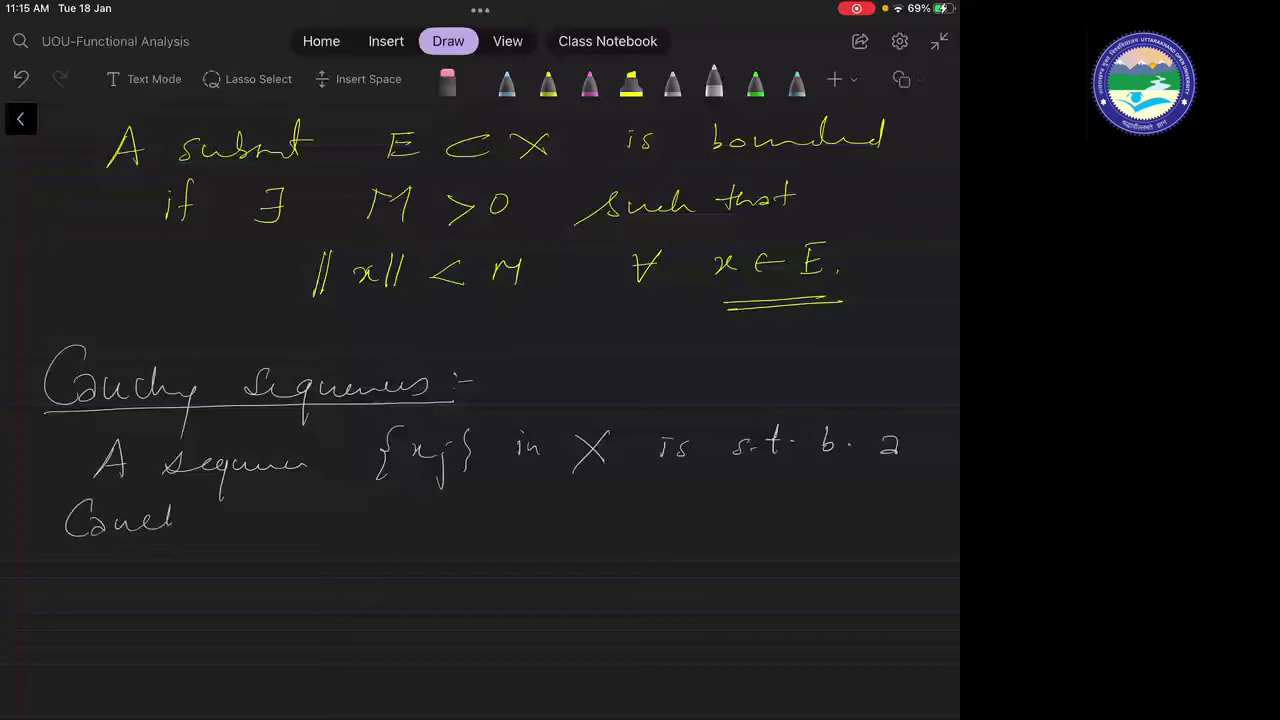 11:15 AM Tue 18 Jan
69%
UOU-Functional Analysis
Home Insert Draw View Class Notebook
Text Mode Lasso Select Insert Space
A subset E ⊂ X is bounded
if ∃ M > 0 such that
||x|| < M ∀ x ∈ E.
Cauchy sequences :-
A sequence {xj} in X is s.t. b. a
Cauch